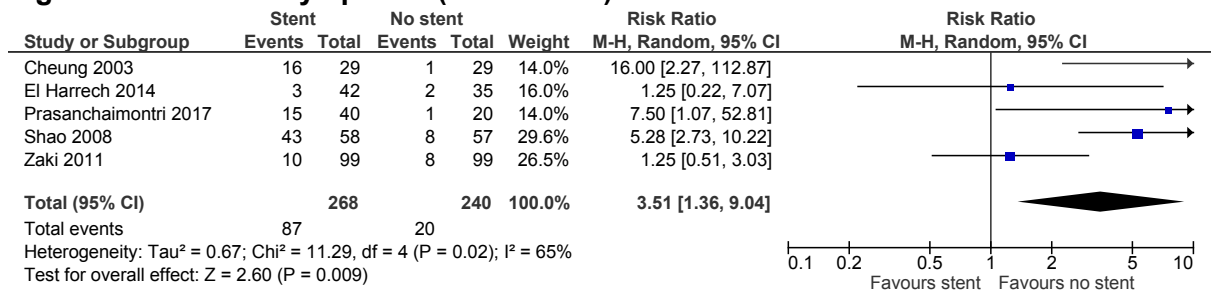 Stent No stent Risk Ratio Risk Ratio
Study or Subgroup Events Total Events Total Weight M-H, Random, 95% CI M-H, Random, 95% CI
Cheung 2003 16 29 1 29 14.0% 16.00 [2.27, 112.87]
El Harrech 2014 3 42 2 35 16.0% 1.25 [0.22, 7.07]
Prasanchaimontri 2017 15 40 1 20 14.0% 7.50 [1.07, 52.81]
Shao 2008 43 58 8 57 29.6% 5.28 [2.73, 10.22]
Zaki 2011 10 99 8 99 26.5% 1.25 [0.51, 3.03]
Total (95% CI) 268 240 100.0% 3.51 [1.36, 9.04]
Total events 87 20
Heterogeneity: Tau² = 0.67; Chi² = 11.29, df = 4 (P = 0.02); I² = 65%
Test for overall effect: Z = 2.60 (P = 0.009)
0.1 0.2 0.5 1 2 5 10
Favours stent Favours no stent